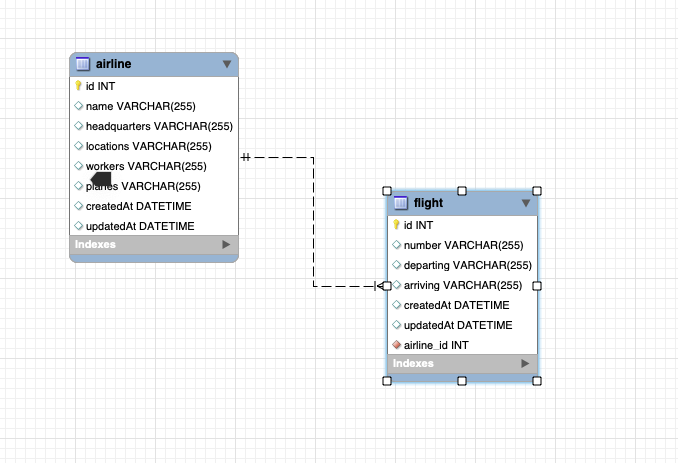 airline
id INT
name VARCHAR(255)
headquarters VARCHAR(255)
locations VARCHAR(255)
workers VARCHAR(255)
planes VARCHAR(255)
createdAt DATETIME
updatedAt DATETIME
Indexes
flight
id INT
number VARCHAR(255)
departing VARCHAR(255)
arriving VARCHAR(255)
createdAt DATETIME
updatedAt DATETIME
airline_id INT
Indexes